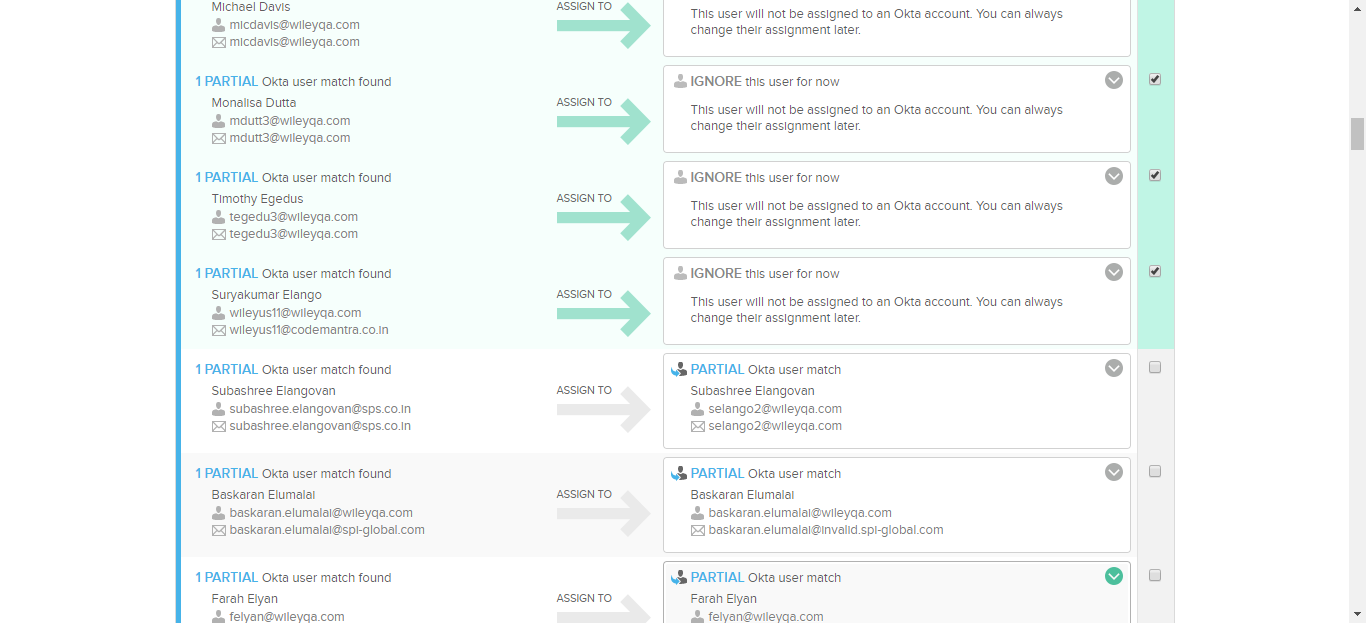 Michael Davis
micdavis@wileyqa.com
micdavis@wileyqa.com
ASSIGN TO
This user will not be assigned to an Okta account. You can always
change their assignment later.
1 PARTIAL Okta user match found
Monalisa Dutta
mdutt3@wileyqa.com
mdutt3@wileyqa.com
ASSIGN TO
IGNORE this user for now
This user will not be assigned to an Okta account. You can always
change their assignment later.
1 PARTIAL Okta user match found
Timothy Egedus
tegedu3@wileyqa.com
tegedu3@wileyqa.com
ASSIGN TO
IGNORE this user for now
This user will not be assigned to an Okta account. You can always
change their assignment later.
1 PARTIAL Okta user match found
Suryakumar Elango
wileyus11@wileyqa.com
wileyus11@codemantra.co.in
ASSIGN TO
IGNORE this user for now
This user will not be assigned to an Okta account. You can always
change their assignment later.
1 PARTIAL Okta user match found
Subashree Elangovan
subashree.elangovan@sps.co.in
subashree.elangovan@sps.co.in
ASSIGN TO
PARTIAL Okta user match
Subashree Elangovan
selango2@wileyqa.com
selango2@wileyqa.com
1 PARTIAL Okta user match found
Baskaran Elumalai
baskaran.elumalai@wileyqa.com
baskaran.elumalai@spi-global.com
ASSIGN TO
PARTIAL Okta user match
Baskaran Elumalai
baskaran.elumalai@wileyqa.com
baskaran.elumalai@invalid.spi-global.com
1 PARTIAL Okta user match found
Farah Elyan
felyan@wileyqa.com
ASSIGN TO
PARTIAL Okta user match
Farah Elyan
felyan@wileyqa.com